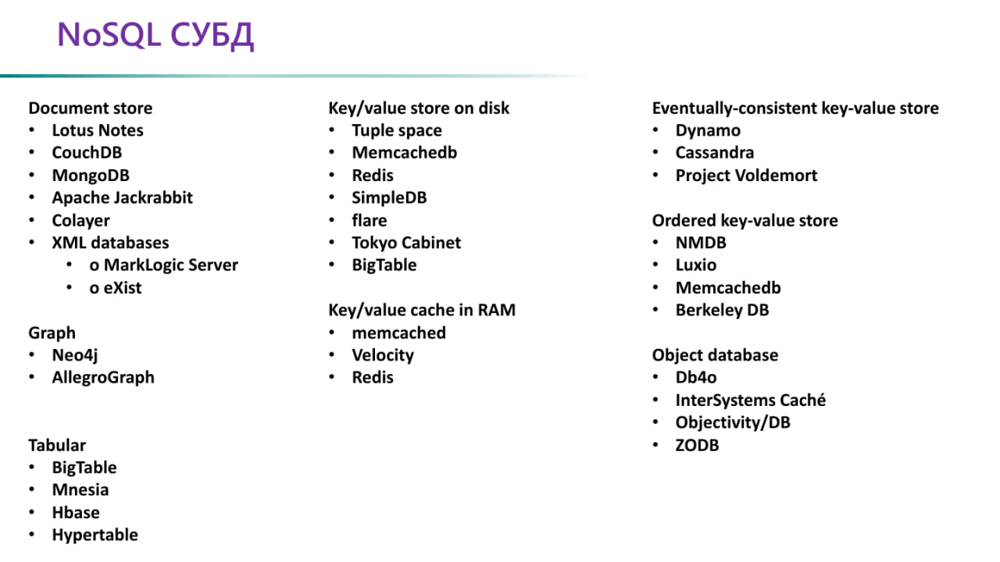 NoSQL СУБД
Document store
• Lotus Notes
• CouchDB
• MongoDB
• Apache Jackrabbit
• Colayer
• XML databases
• o MarkLogic Server
• o eXist
Graph
• Neo4j
• AllegroGraph
Tabular
• BigTable
• Mnesia
• Hbase
• Hypertable
Key/value store on disk
• Tuple space
• Memcachedb
• Redis
• SimpleDB
• flare
• Tokyo Cabinet
• BigTable
Key/value cache in RAM
• memcached
• Velocity
• Redis
Eventually-consistent key-value store
• Dynamo
• Cassandra
• Project Voldemort
Ordered key-value store
• NMDB
• Luxio
• Memcachedb
• Berkeley DB
Object database
• Db4o
• InterSystems Caché
• Objectivity/DB
• ZODB